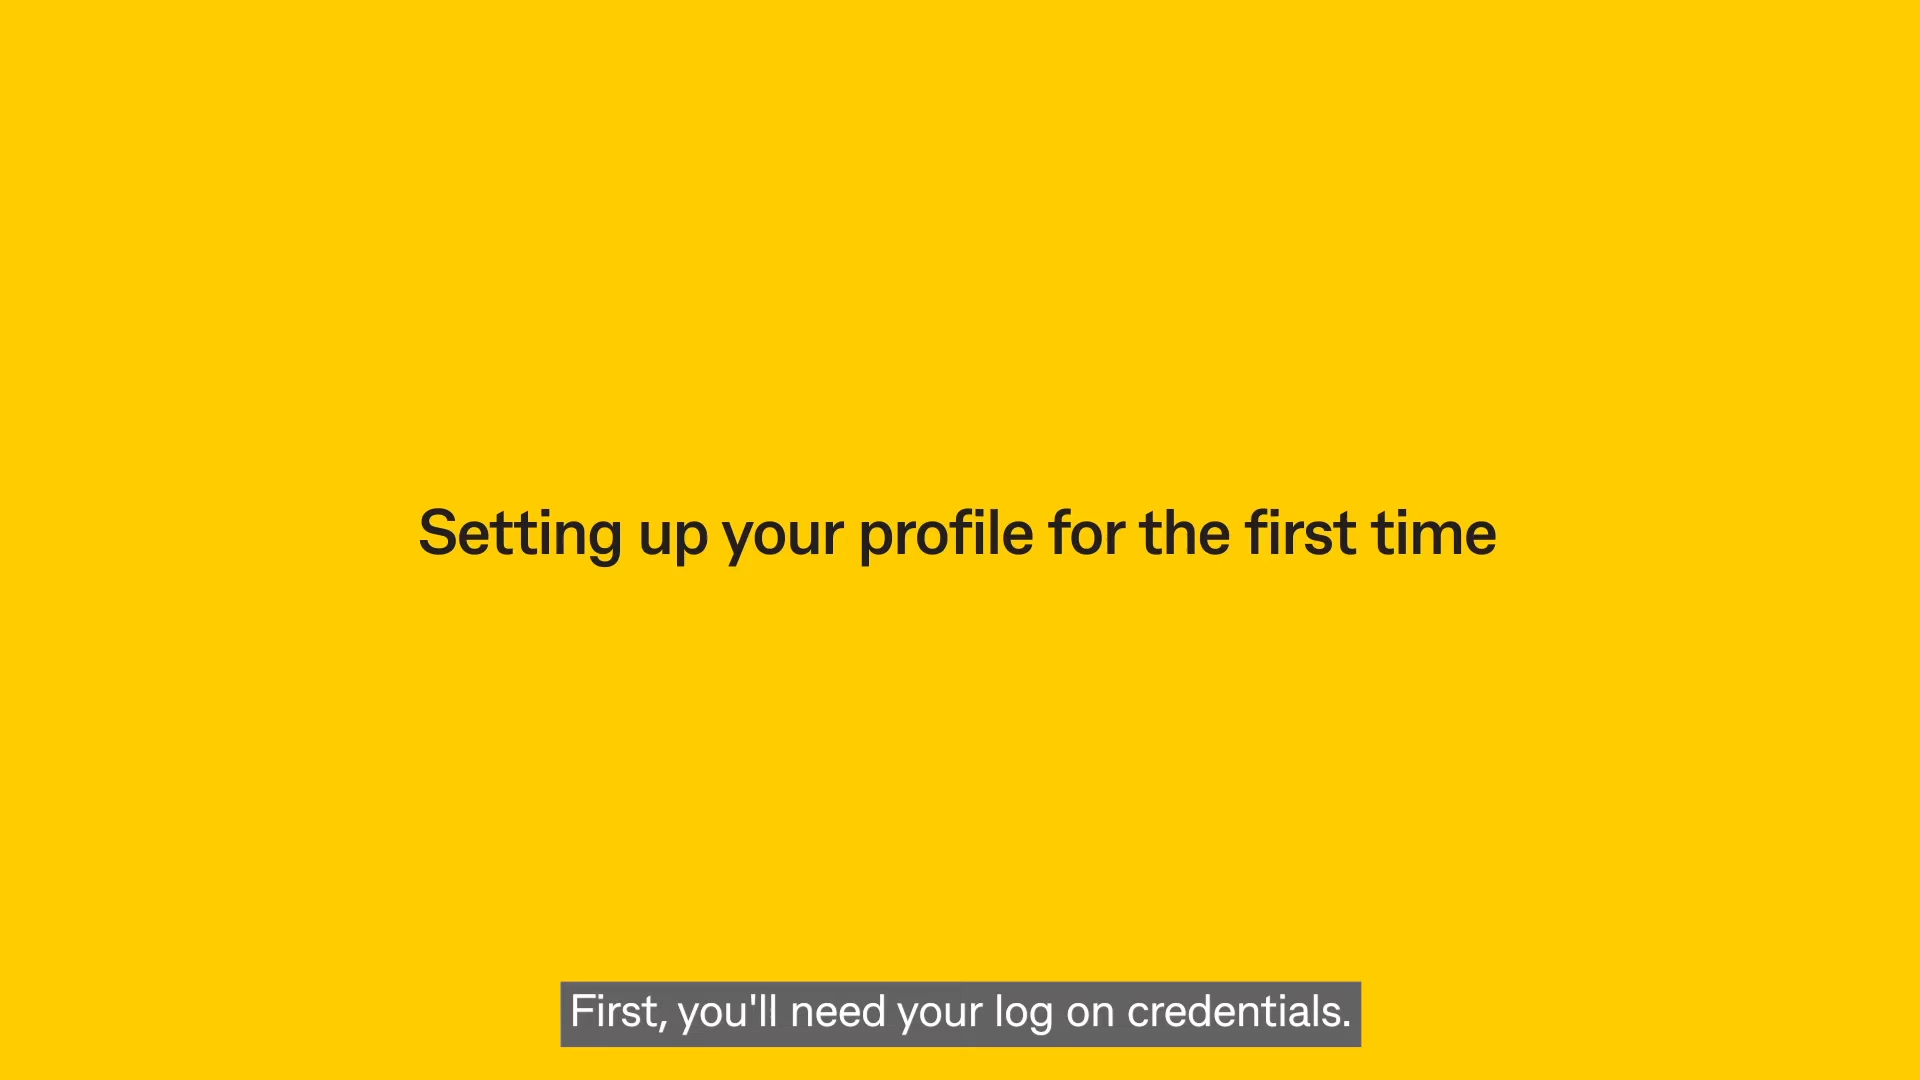 Setting up your profile for the first time
First, you'll need your log on credentials.